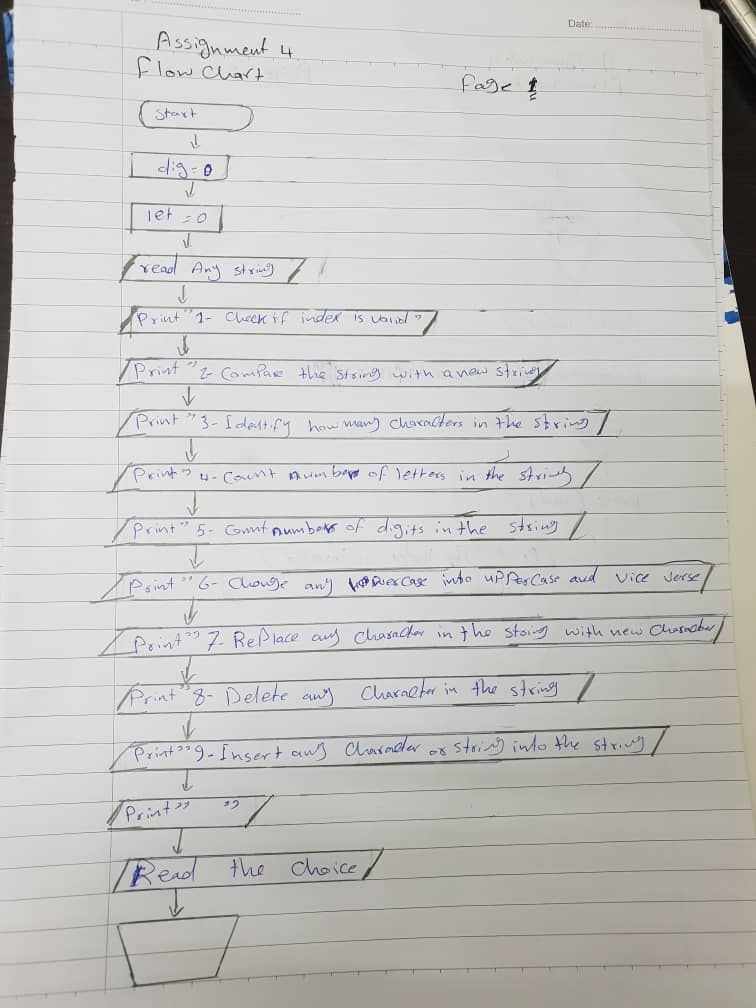 Date:
Assignment 4
Flow Chart
Page 1
Start
dig = 0
let = 0
read Any string
Print "1- Check if index is valid"
Print "2- Compare the string with a new string
Print "3- Identify how many characters in the string
Print " 4- Count number of letters in the string
Print " 5- Count numbers of digits in the string
Print "6- Change any lowercase into uppercase and vice verse
Print "7- Replace any character in the string with new character
Print "8- Delete any character in the string
Print "9- Insert any character or string into the string
Print " "
Read the Choice